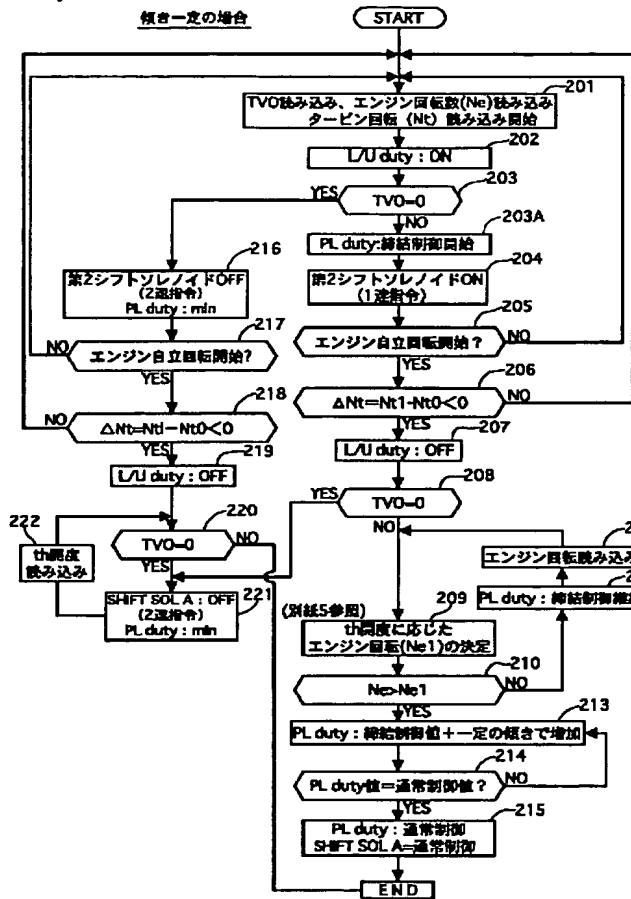 傾き一定の場合
START
201
TVO読み込み、エンジン回転数(Ne)読み込み
タービン回転（Nt）読み込み開始
202
L/U duty : ON
203
YES
TVO=0
NO
203A
PL duty:締結制御開始
216
204
第2シフトソレノイドOFF
(2速指令)
PL duty : min
第2シフトソレノイドON
(1速指令)
217
205
NO
エンジン自立回転開始?
エンジン自立回転開始？
NO
YES
YES
218
206
NO
△Nt=Nt1-Nt0<0
△Nt=Nt1-Nt0<0
NO
YES
219
YES
207
L/U duty : OFF
L/U duty : OFF
208
222
220
YES
TVO=0
th開度
読み込み
TVO=0
NO
NO
YES
エンジン回転読み込み
SHIFT SOL A : OFF
(2速指令)
PL duty : min
221
(別紙5参照)
209
PL duty : 締結制御維
th開度に応じた
エンジン回転(Ne1)の決定
210
Ne>Ne1
NO
YES
213
PL duty : 締結制御値＋一定の傾きで増加
214
PL duty値＝通常制御値？
NO
YES
215
PL duty : 通常制御
SHIFT SOL A=通常制御
END